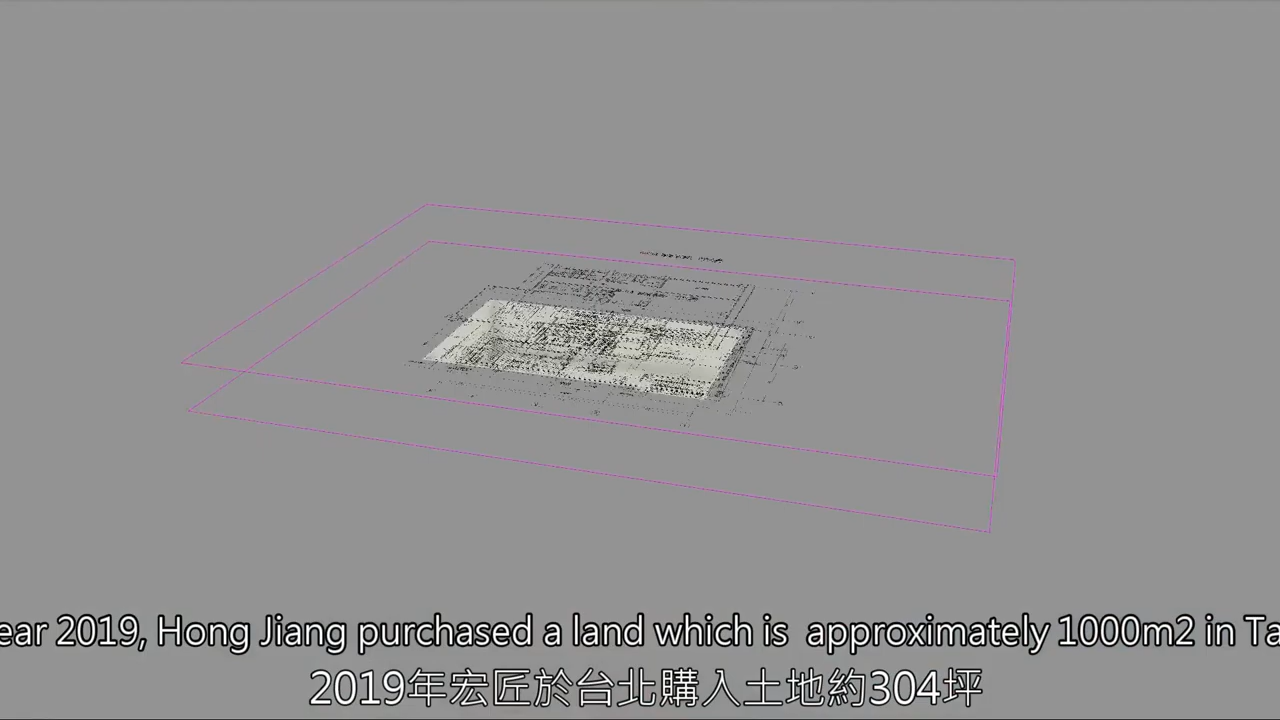 ear 2019, Hong Jiang purchased a land which is approximately 1000m2 in Ta
2019年宏匠於台北購入土地約304坪